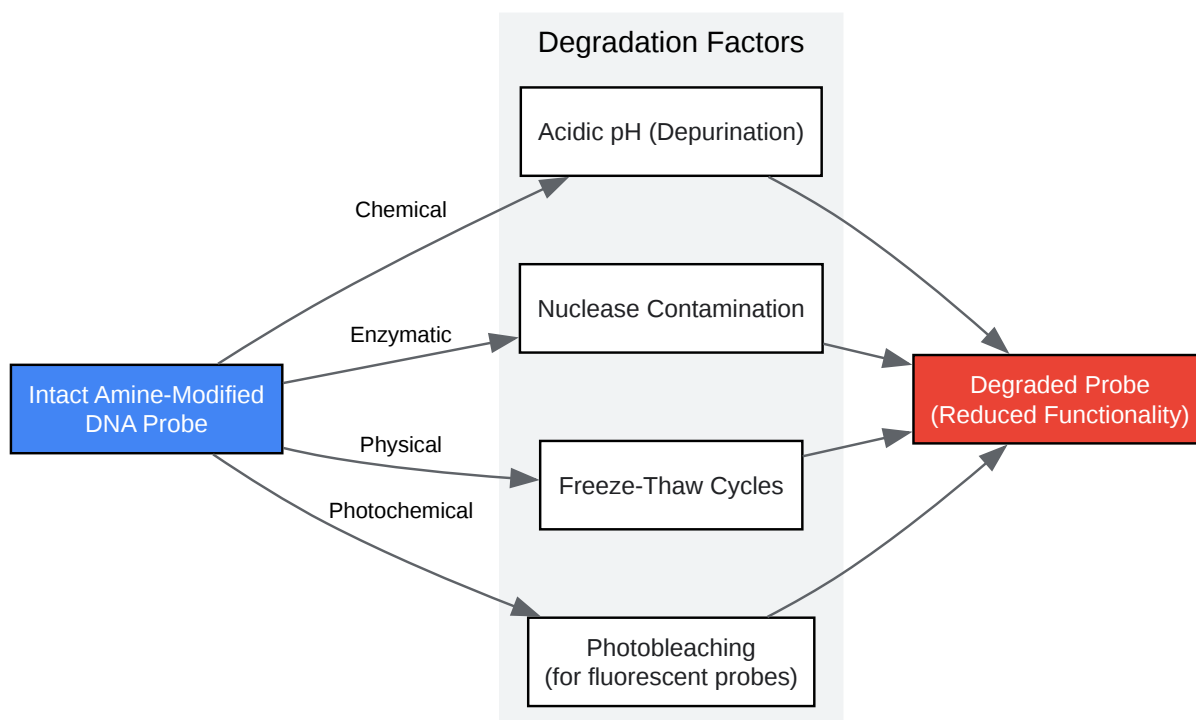 Degradation Factors
Acidic pH (Depurination)
Chemical
Nuclease Contamination
Enzymatic
Intact Amine-Modified
DNA Probe
Degraded Probe
(Reduced Functionality)
Physical
Freeze-Thaw Cycles
Photochemical
Photobleaching
(for fluorescent probes)